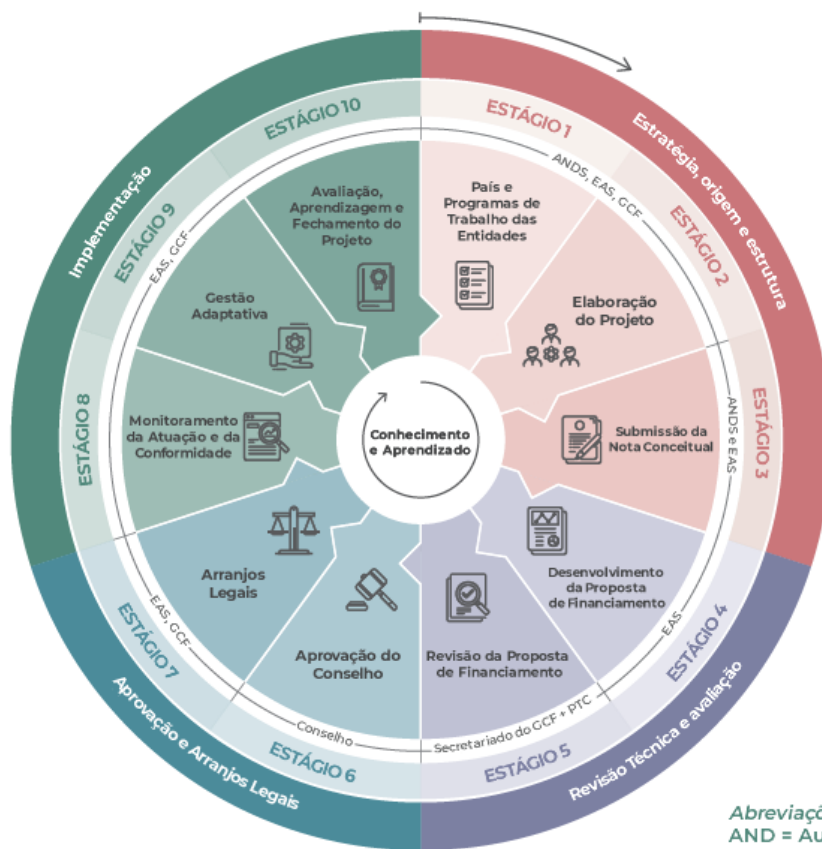 ESTÁGIO 1
País e
Programas de
Trabalho das
Entidades
ANDS, EAS, GCF
Estratégia, origem e estrutura
ESTÁGIO 2
Elaboração
do Projeto
ESTÁGIO 3
Submissão da
Nota Conceitual
ANDS e EAS
ESTÁGIO 4
Desenvolvimento
da Proposta
de Financiamento
EAS
Revisão Técnica e avaliação
ESTÁGIO 5
Revisão da Proposta
de Financiamento
Secretariado do GCF + PTC
ESTÁGIO 6
Aprovação do
Conselho
Conselho
Aprovação e Arranjos Legais
ESTÁGIO 7
Arranjos
Legais
EAS, GCF
ESTÁGIO 8
Monitoramento
da Atuação e da
Conformidade
ESTÁGIO 9
Gestão
Adaptativa
EAS, GCF
Implementação
ESTÁGIO 10
Avaliação,
Aprendizagem e
Fechamento do
Projeto
Conhecimento
e Aprendizado
AND = Au